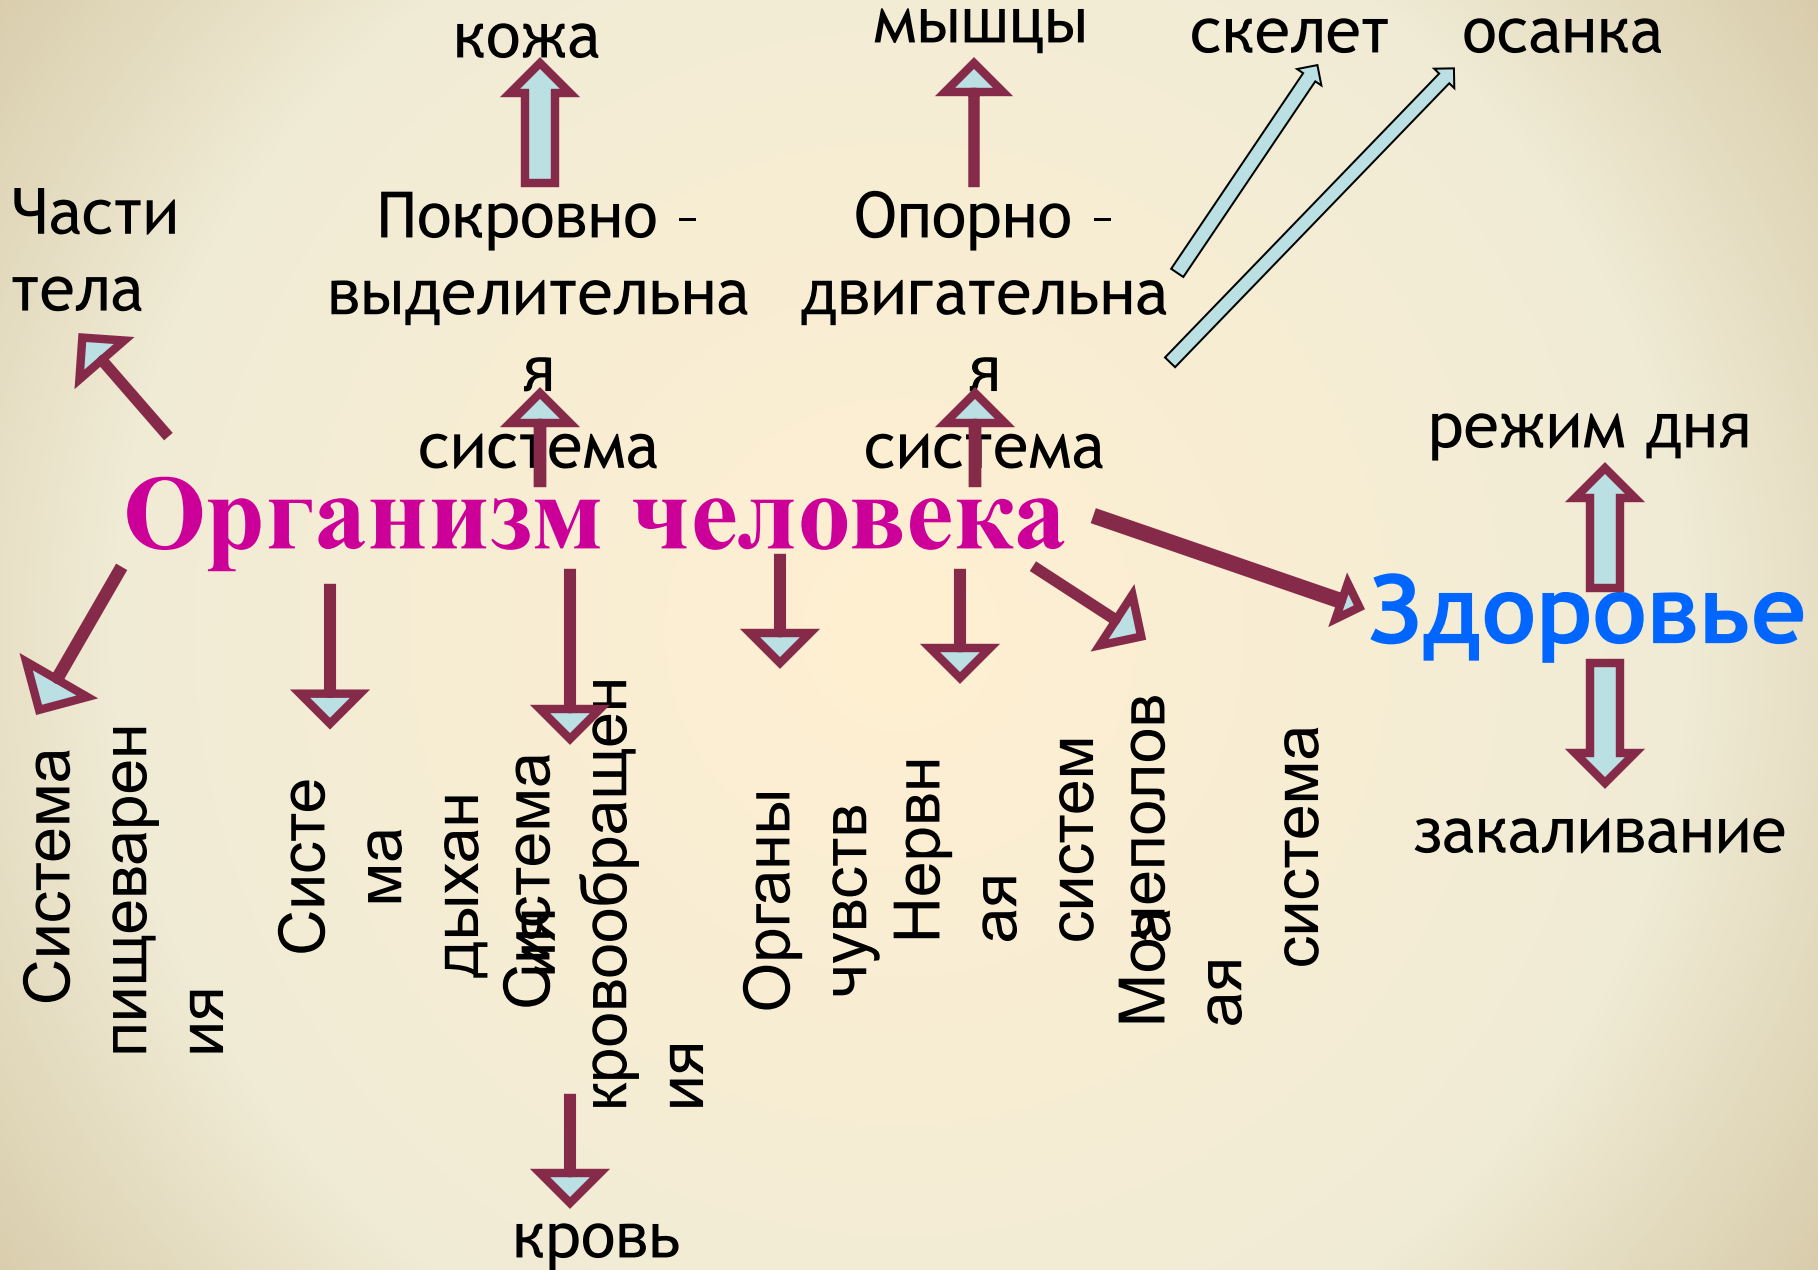 кожа
мышцы
скелет
осанка
Части
тела
Покровно –
выделительна
я
система
Опорно –
двигательна
я
система
Организм человека
режим дня
Здоровье
закаливание
Система
пищеварен
ия
Систе
ма
дыхан
ия
Система
кровообращен
ия
кровь
Органы
чувств
Нервн
ая
систем
а
Мочеполов
ая
система